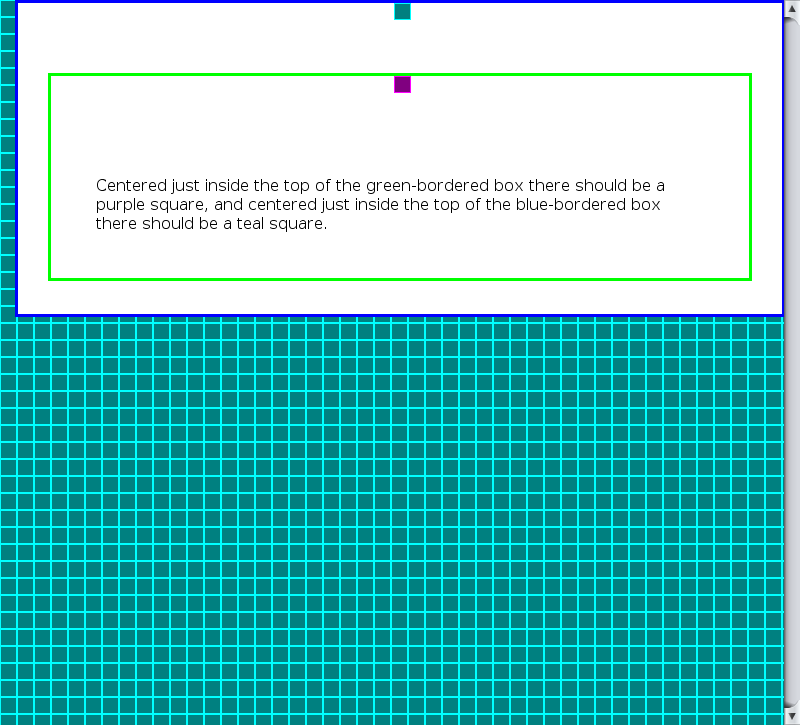 Centered just inside the top of the green-bordered box there should be a
purple square, and centered just inside the top of the blue-bordered box
there should be a teal square.